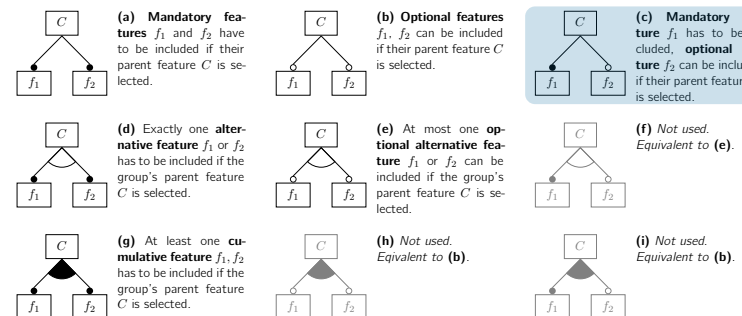 C
f1
f2
(a) Mandatory fea-
tures f1 and f2 have
to be included if their
parent feature C is se-
lected.
C
f1
f2
(b) Optional features
f1, f2 can be included
if their parent feature C
is selected.
C
f1
f2
(c) Mandatory
ture f1 has to be
cluded, optional
ture f2 can be inclu
if their parent featur
is selected.
C
f1
f2
(d) Exactly one alter-
native feature f1 or f2
has to be included if the
group's parent feature
C is selected.
C
f1
f2
(e) At most one op-
tional alternative fea-
ture f1 or f2 can be
included if the group's
parent feature C is se-
lected.
C
f1
f2
(f) Not used.
Equivalent to (e).
C
f1
f2
(g) At least one cu-
mulative feature f1, f2
has to be included if the
group's parent feature
C is selected.
C
f1
f2
(h) Not used.
Eqivalent to (b).
C
f1
f2
(i) Not used.
Equivalent to (b).